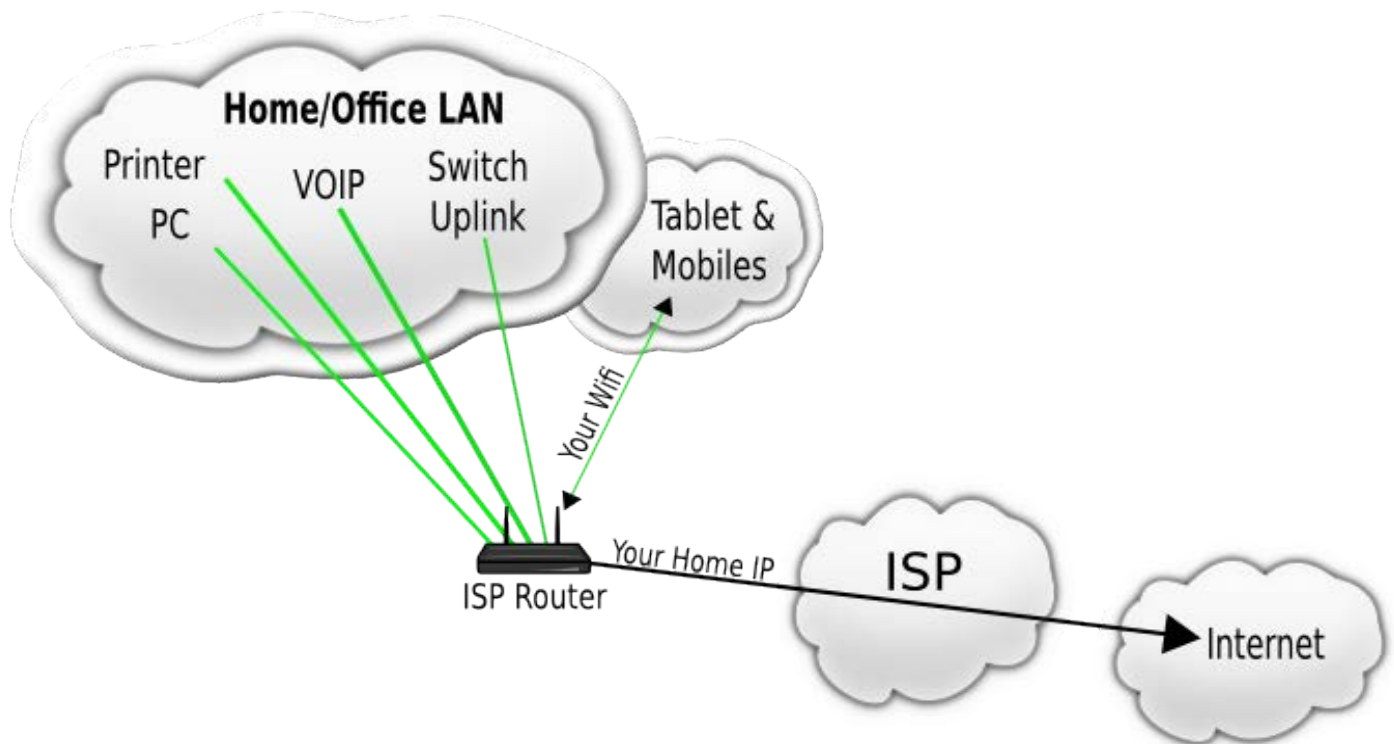 Home/Office LAN
Printer
PC
VOIP
Switch
Uplink
Tablet &
Mobiles
Your Wifi
ISP Router
Your Home IP
ISP
Internet